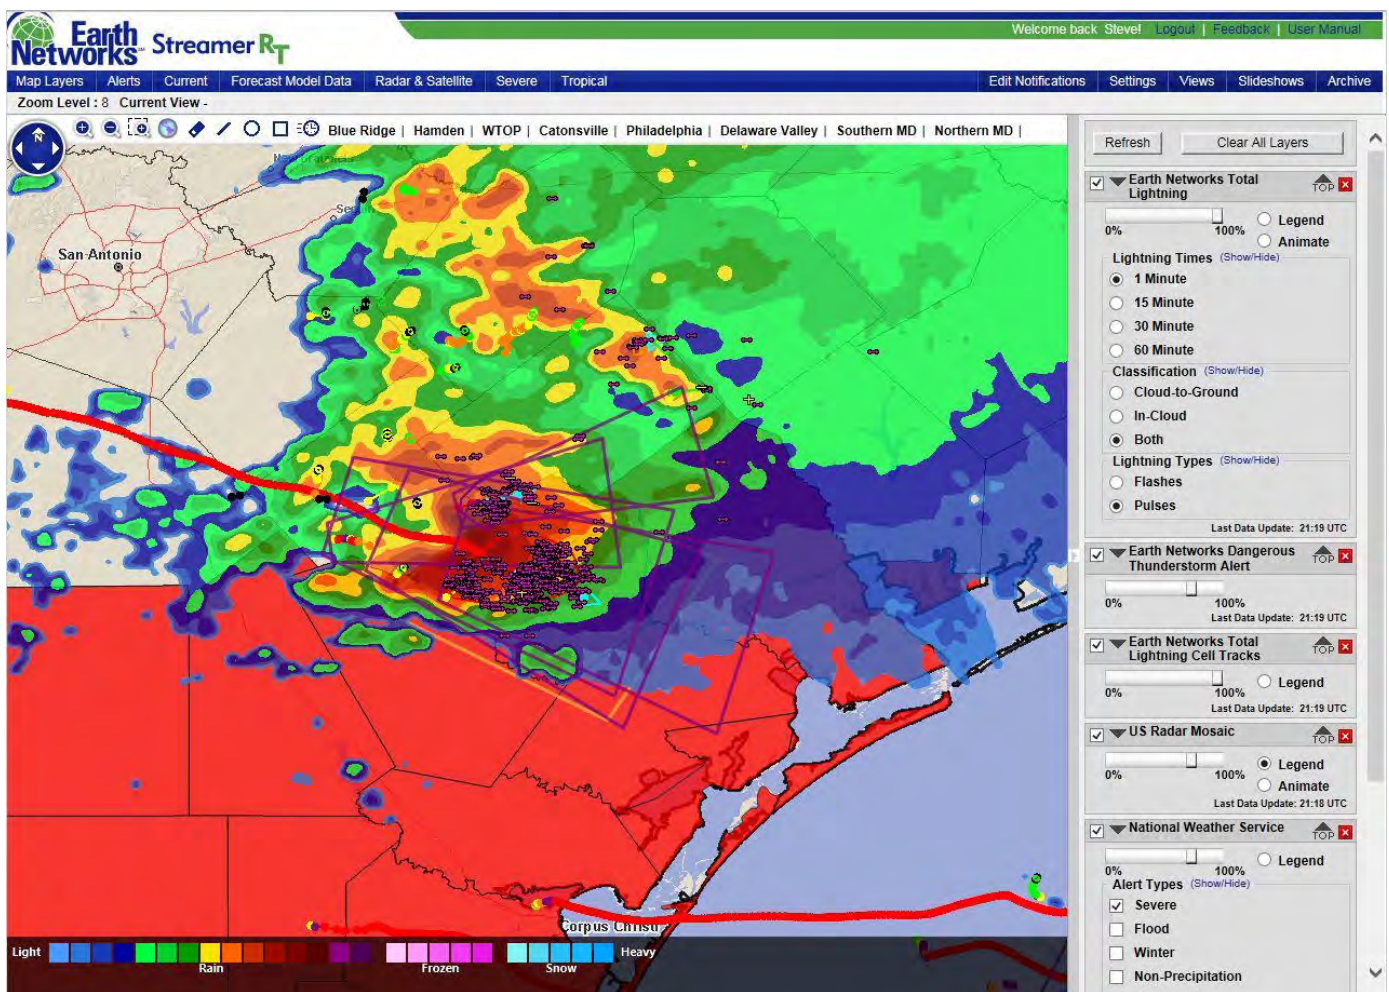 Earth
Networks
Streamer RT
Welcome back Steve! Logout | Feedback | User Manual
Map Layers Alerts Current Forecast Model Data Radar & Satellite Severe Tropical Edit Notifications Settings Views Slideshows Archive
Zoom Level : 8 Current View -
N
Blue Ridge | Hamden | WTOP | Catonsville | Philadelphia | Delaware Valley | Southern MD | Northern MD |
San Antonio
Corpus Christi
Light
Rain
Frozen
Snow
Heavy
Refresh
Clear All Layers
Earth Networks Total
Lightning
TOP
0% 100%
Legend
Animate
Lightning Times (Show/Hide)
1 Minute
15 Minute
30 Minute
60 Minute
Classification (Show/Hide)
Cloud-to-Ground
In-Cloud
Both
Lightning Types (Show/Hide)
Flashes
Pulses
Last Data Update: 21:19 UTC
Earth Networks Dangerous
Thunderstorm Alert
TOP
0% 100%
Last Data Update: 21:19 UTC
Earth Networks Total
Lightning Cell Tracks
TOP
0% 100%
Legend
Last Data Update: 21:19 UTC
US Radar Mosaic
TOP
0% 100%
Legend
Animate
Last Data Update: 21:18 UTC
National Weather Service
TOP
0% 100%
Legend
Alert Types (Show/Hide)
Severe
Flood
Winter
Non-Precipitation